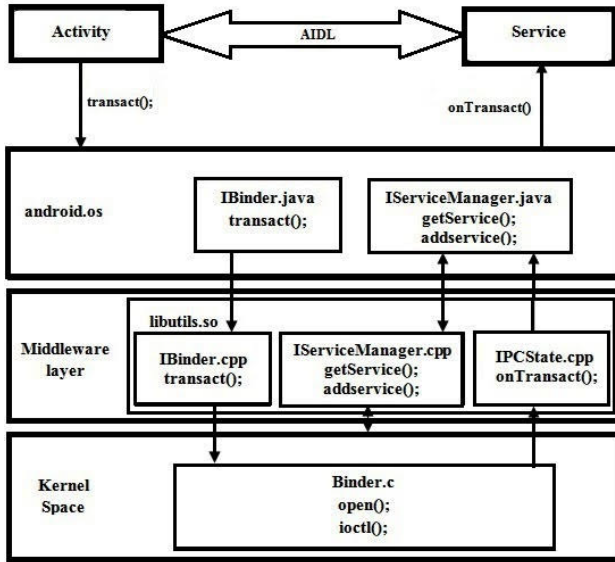 Activity
AIDL
Service
transact();
onTransact()
android.os
IBinder.java
transact();
IServiceManager.java
getService();
addservice();
Middleware
layer
libutils.so
IBinder.cpp
transact();
IServiceManager.cpp
getService();
addservice();
IPCState.cpp
onTransact();
Kernel
Space
Binder.c
open();
ioctl();